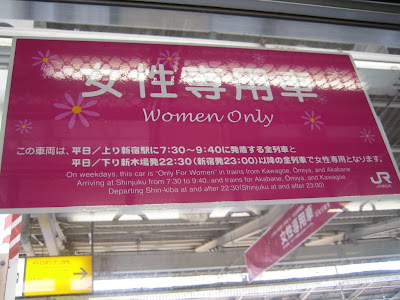 女性専用車
Women Only
この車両は、平日／上り新宿駅に7:30～9:40に発着する全列車と
平日／下り新木場発22:30(新宿発23:00)以降の全列車で女性専用となります。
On weekdays, this car is "Only For Women" in trains from Kawagoe, Omiya, and Akabane
Arriving at Shinjuku from 7:30 to 9:40, and trains for Akabane, Omiya, and Kawagoe
Departing Shin-kiba at and after 22:30(Shinjuku at and after 23:00)
JR
女性専用車